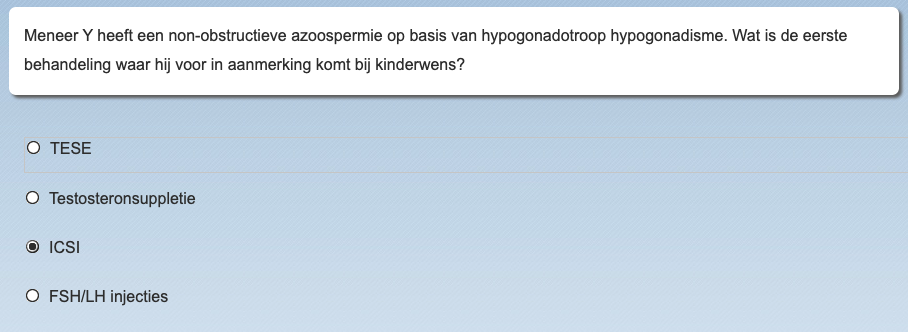 Meneer Y heeft een non-obstructieve azoospermie op basis van hypogonadotroop hypogonadisme. Wat is de eerste
behandeling waar hij voor in aanmerking komt bij kinderwens?
TESE
Testosteronsuppletie
ICSI
FSH/LH injecties